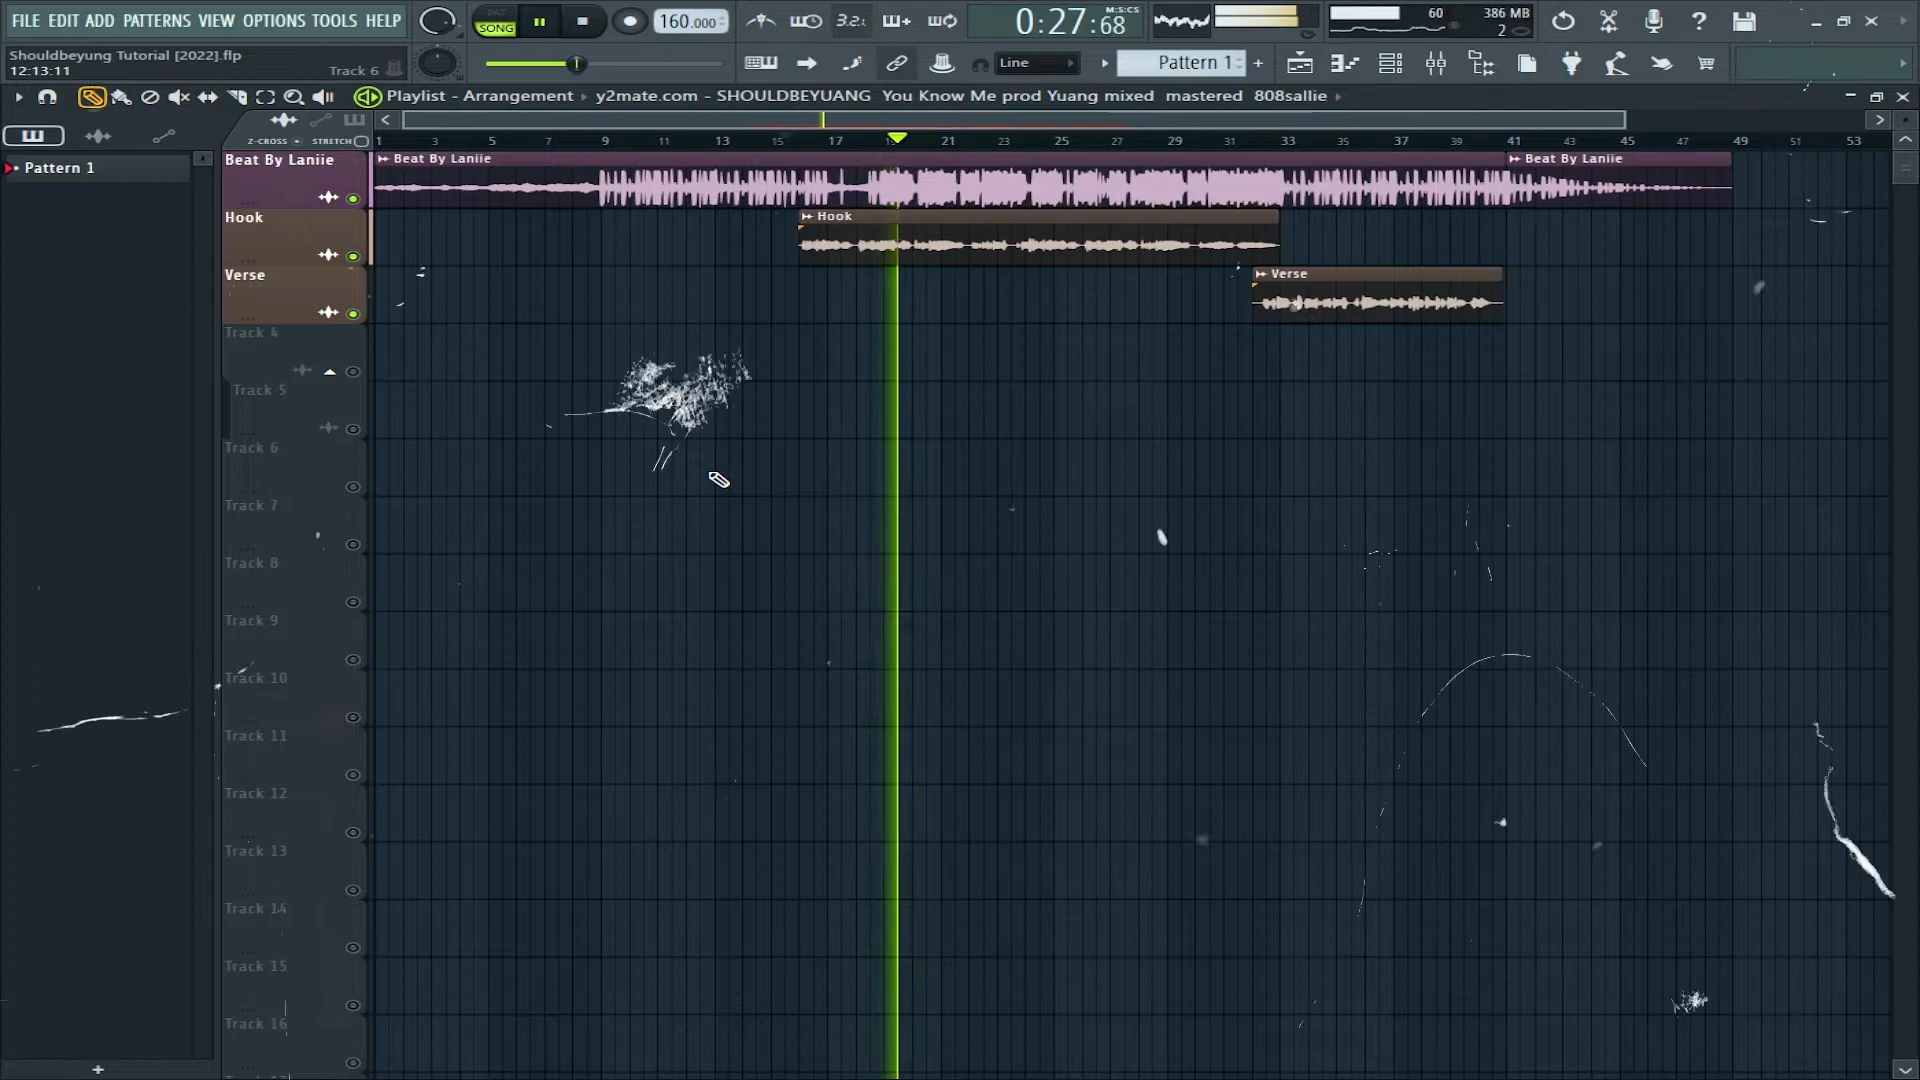 FILE EDIT ADD PATTERNS VIEW OPTIONS TOOLS HELP
PAT
SONG
160.000
3.2.
0:27:68
M:S:CS
60
386 MB
2
Shouldbeyung Tutorial [2022].flp
12:13:11
Track 6
Line
Pattern 1
+
Playlist - Arrangement
y2mate.com - SHOULDBEYUANG You Know Me prod Yuang mixed mastered 808sallie
Z-CROSS
STRETCH
1 3 5 7 9 11 13 15 17 19 21 23 25 27 29 31 33 35 37 39 41 43 45 47 49 51 53
Pattern 1
Beat By Laniie
Beat By Laniie
Beat By Laniie
Hook
Hook
Verse
Verse
Track 4
Track 5
Track 6
Track 7
Track 8
Track 9
Track 10
Track 11
Track 12
Track 13
Track 14
Track 15
Track 16
+